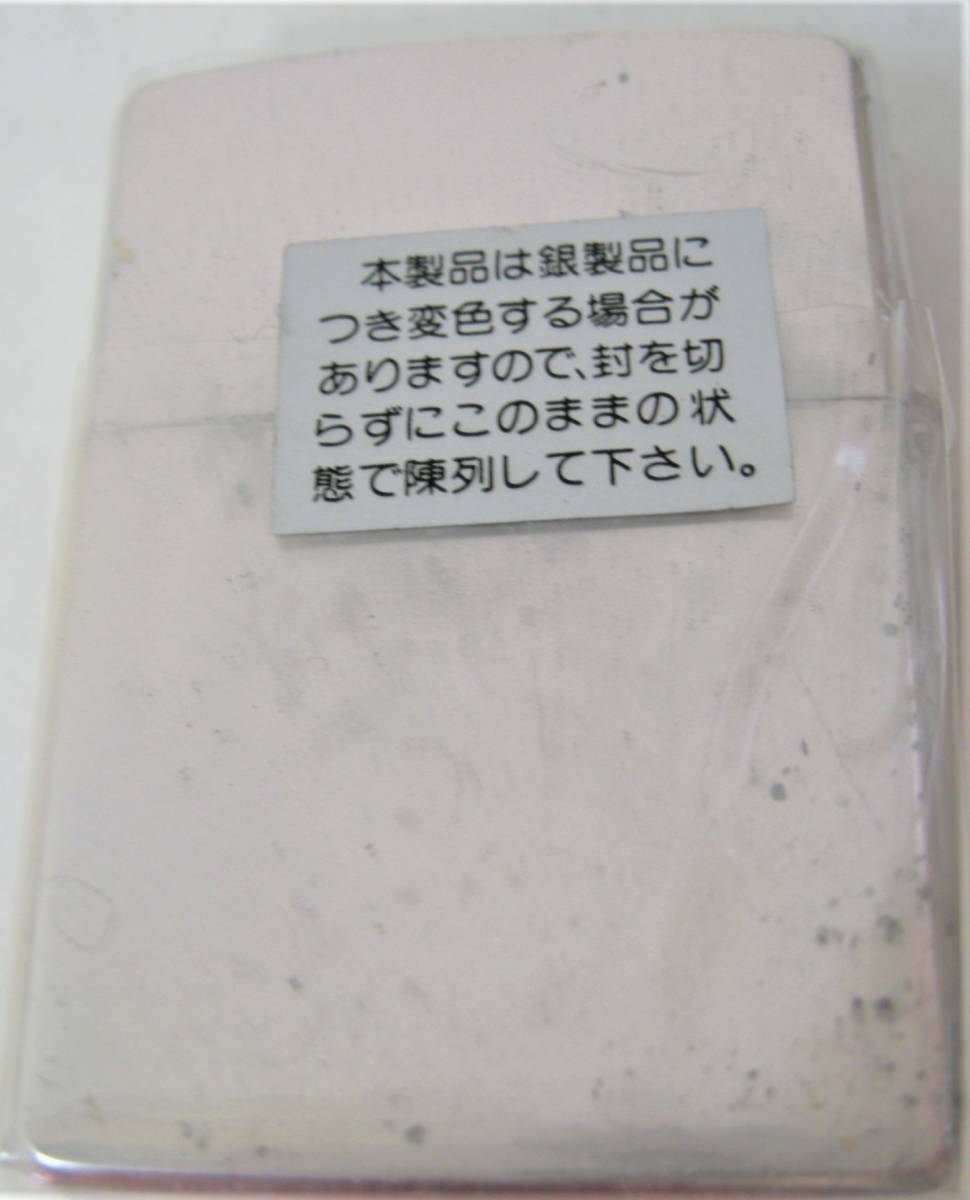 本製品は銀製品に
つき変色する場合が
ありますので、封を切
らずにこのままの状
態で陳列して下さい。